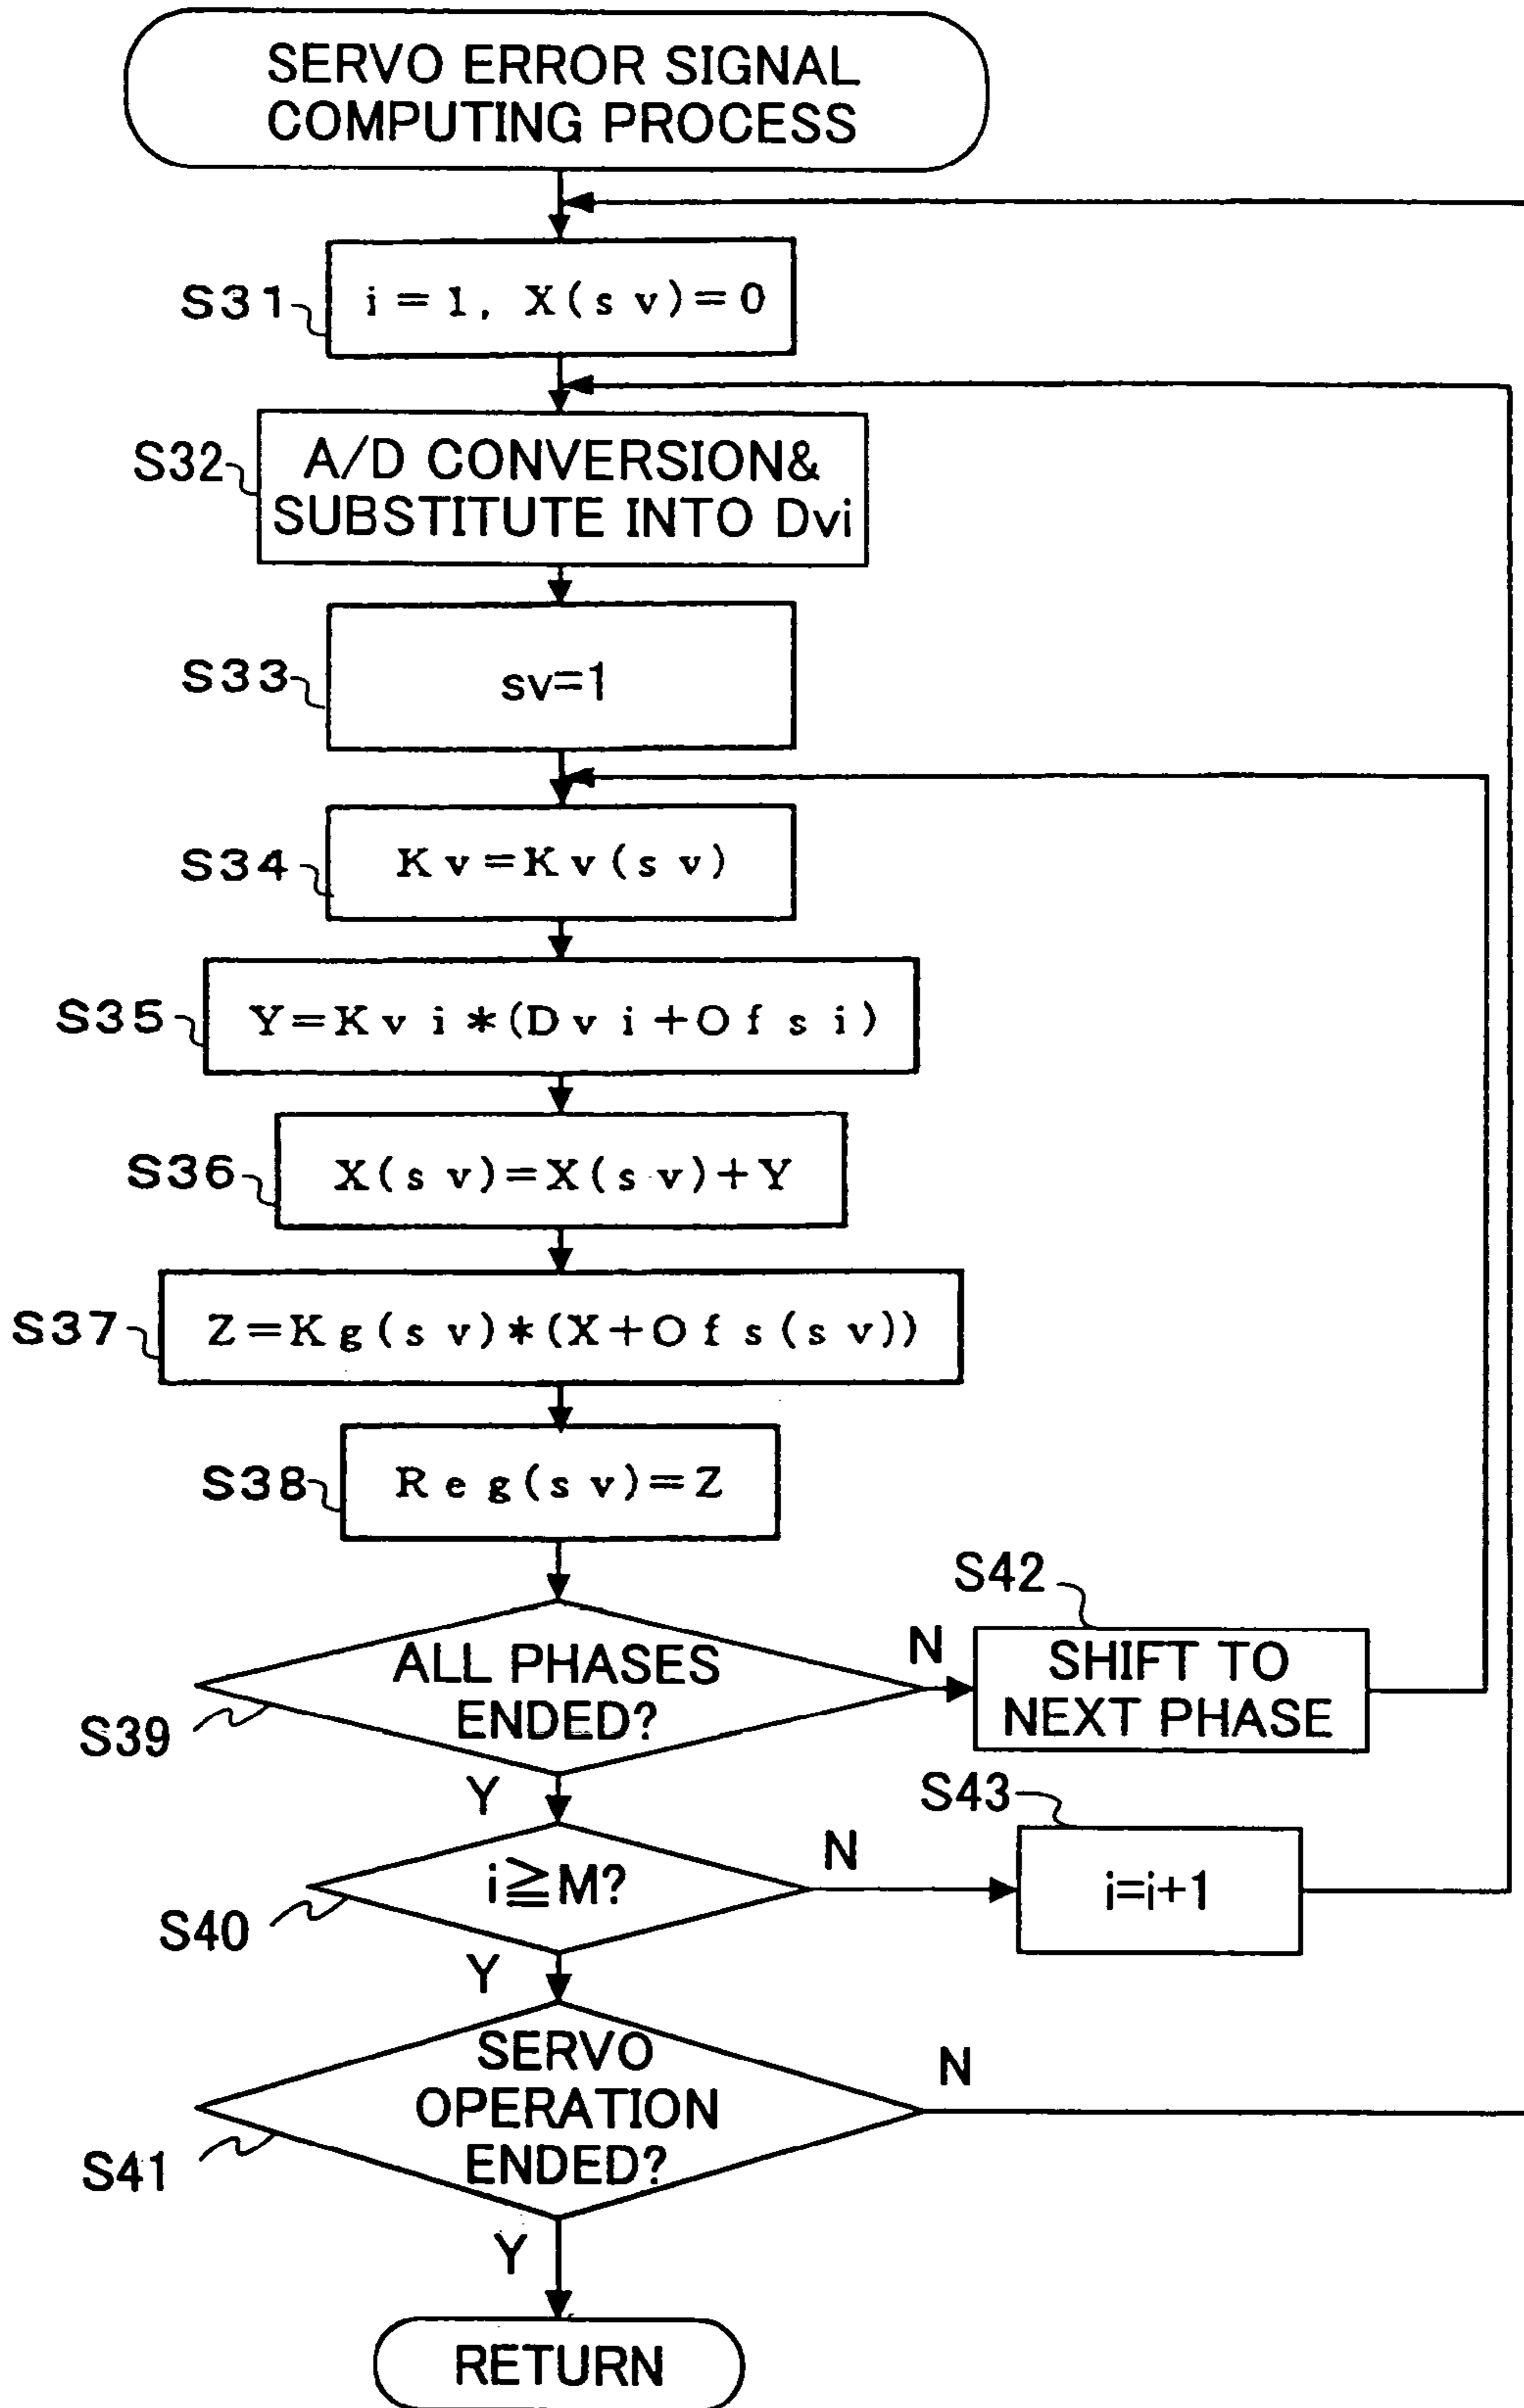 SERVO ERROR SIGNAL
COMPUTING PROCESS
S31
i=1, X(sv)=0
S32
A/D CONVERSION&
SUBSTITUTE INTO Dvi
S33
sv=1
S34
Kv=Kv(sv)
S35
Y=Kvi*(Dvi+Ofsi)
S36
X(sv)=X(sv)+Y
S37
Z=Kg(sv)*(X+Ofs(sv))
S38
Reg(sv)=Z
S39
ALL PHASES
ENDED?
N
S42
SHIFT TO
NEXT PHASE
Y
S40
i≧M?
N
S43
i=i+1
Y
S41
SERVO
OPERATION
ENDED?
N
Y
RETURN